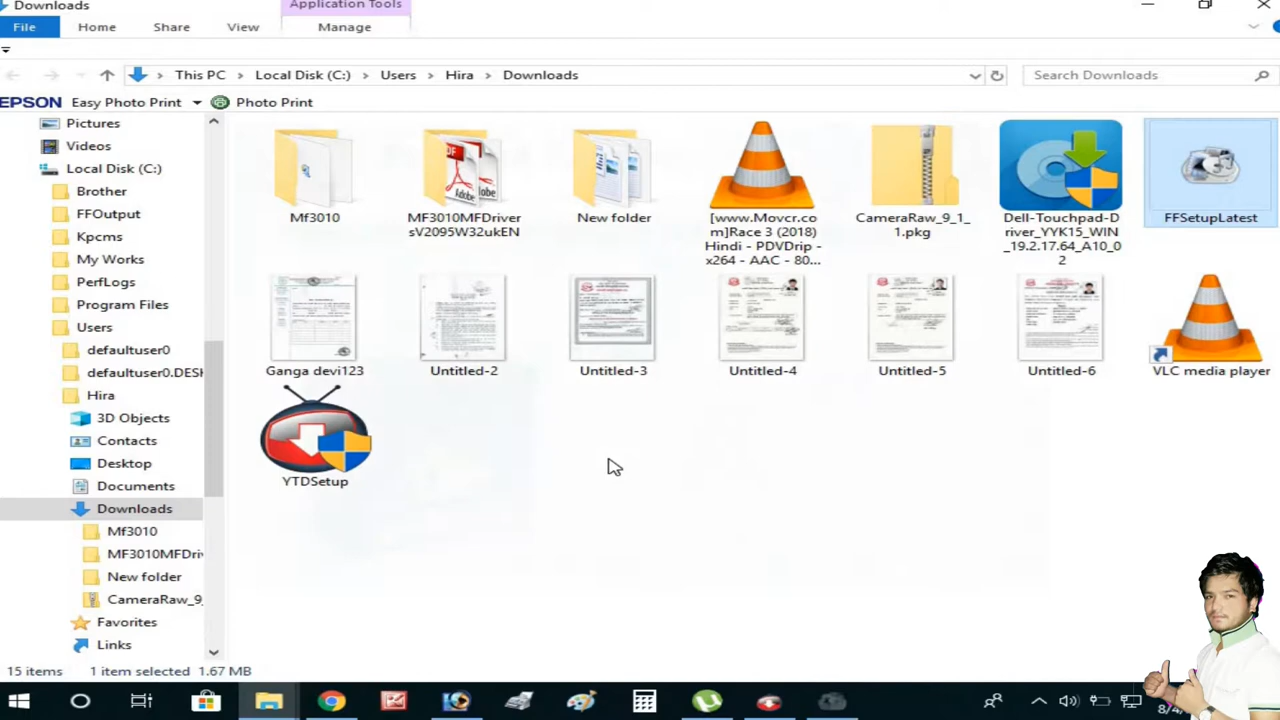 Downloads
Application Tools
File Home Share View Manage
This PC > Local Disk (C:) > Users > Hira > Downloads
Search Downloads
EPSON Easy Photo Print Photo Print
Pictures
Videos
Local Disk (C:)
Brother
FFOutput
Kpcms
My Works
PerfLogs
Program Files
Users
defaultuser0
defaultuser0.DESK
Hira
3D Objects
Contacts
Desktop
Documents
Downloads
Mf3010
MF3010MFDriv
New folder
CameraRaw_9_
Favorites
Links
Mf3010
MF3010MFDriver
sV2095W32ukEN
New folder
[www.Movcr.co
m]Race 3 (2018)
Hindi - PDVDrip -
x264 - AAC - 80...
CameraRaw_9_1_
1.pkg
Dell-Touchpad-D
river_YYK15_WIN
_19.2.17.64_A10_0
2
FFSetupLatest
Ganga devi123
Untitled-2
Untitled-3
Untitled-4
Untitled-5
Untitled-6
VLC media player
YTDSetup
15 items 1 item selected 1.67 MB
8/4/